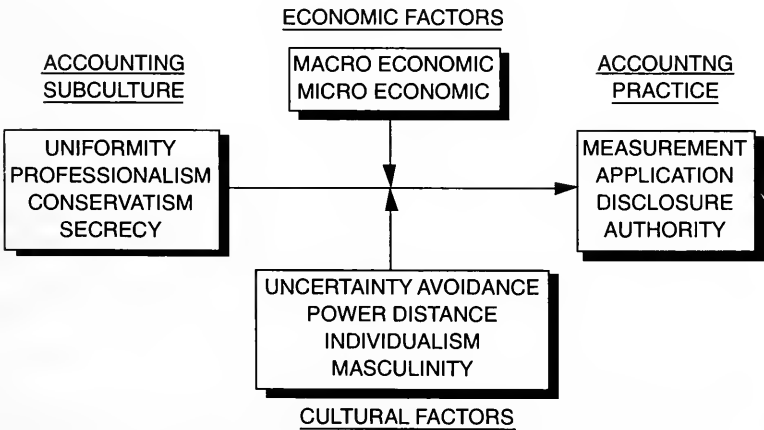 ECONOMIC FACTORS
MACRO ECONOMIC
MICRO ECONOMIC
ACCOUNTING
SUBCULTURE
UNIFORMITY
PROFESSIONALISM
CONSERVATISM
SECRECY
ACCOUNTNG
PRACTICE
MEASUREMENT
APPLICATION
DISCLOSURE
AUTHORITY
UNCERTAINTY AVOIDANCE
POWER DISTANCE
INDIVIDUALISM
MASCULINITY
CULTURAL FACTORS